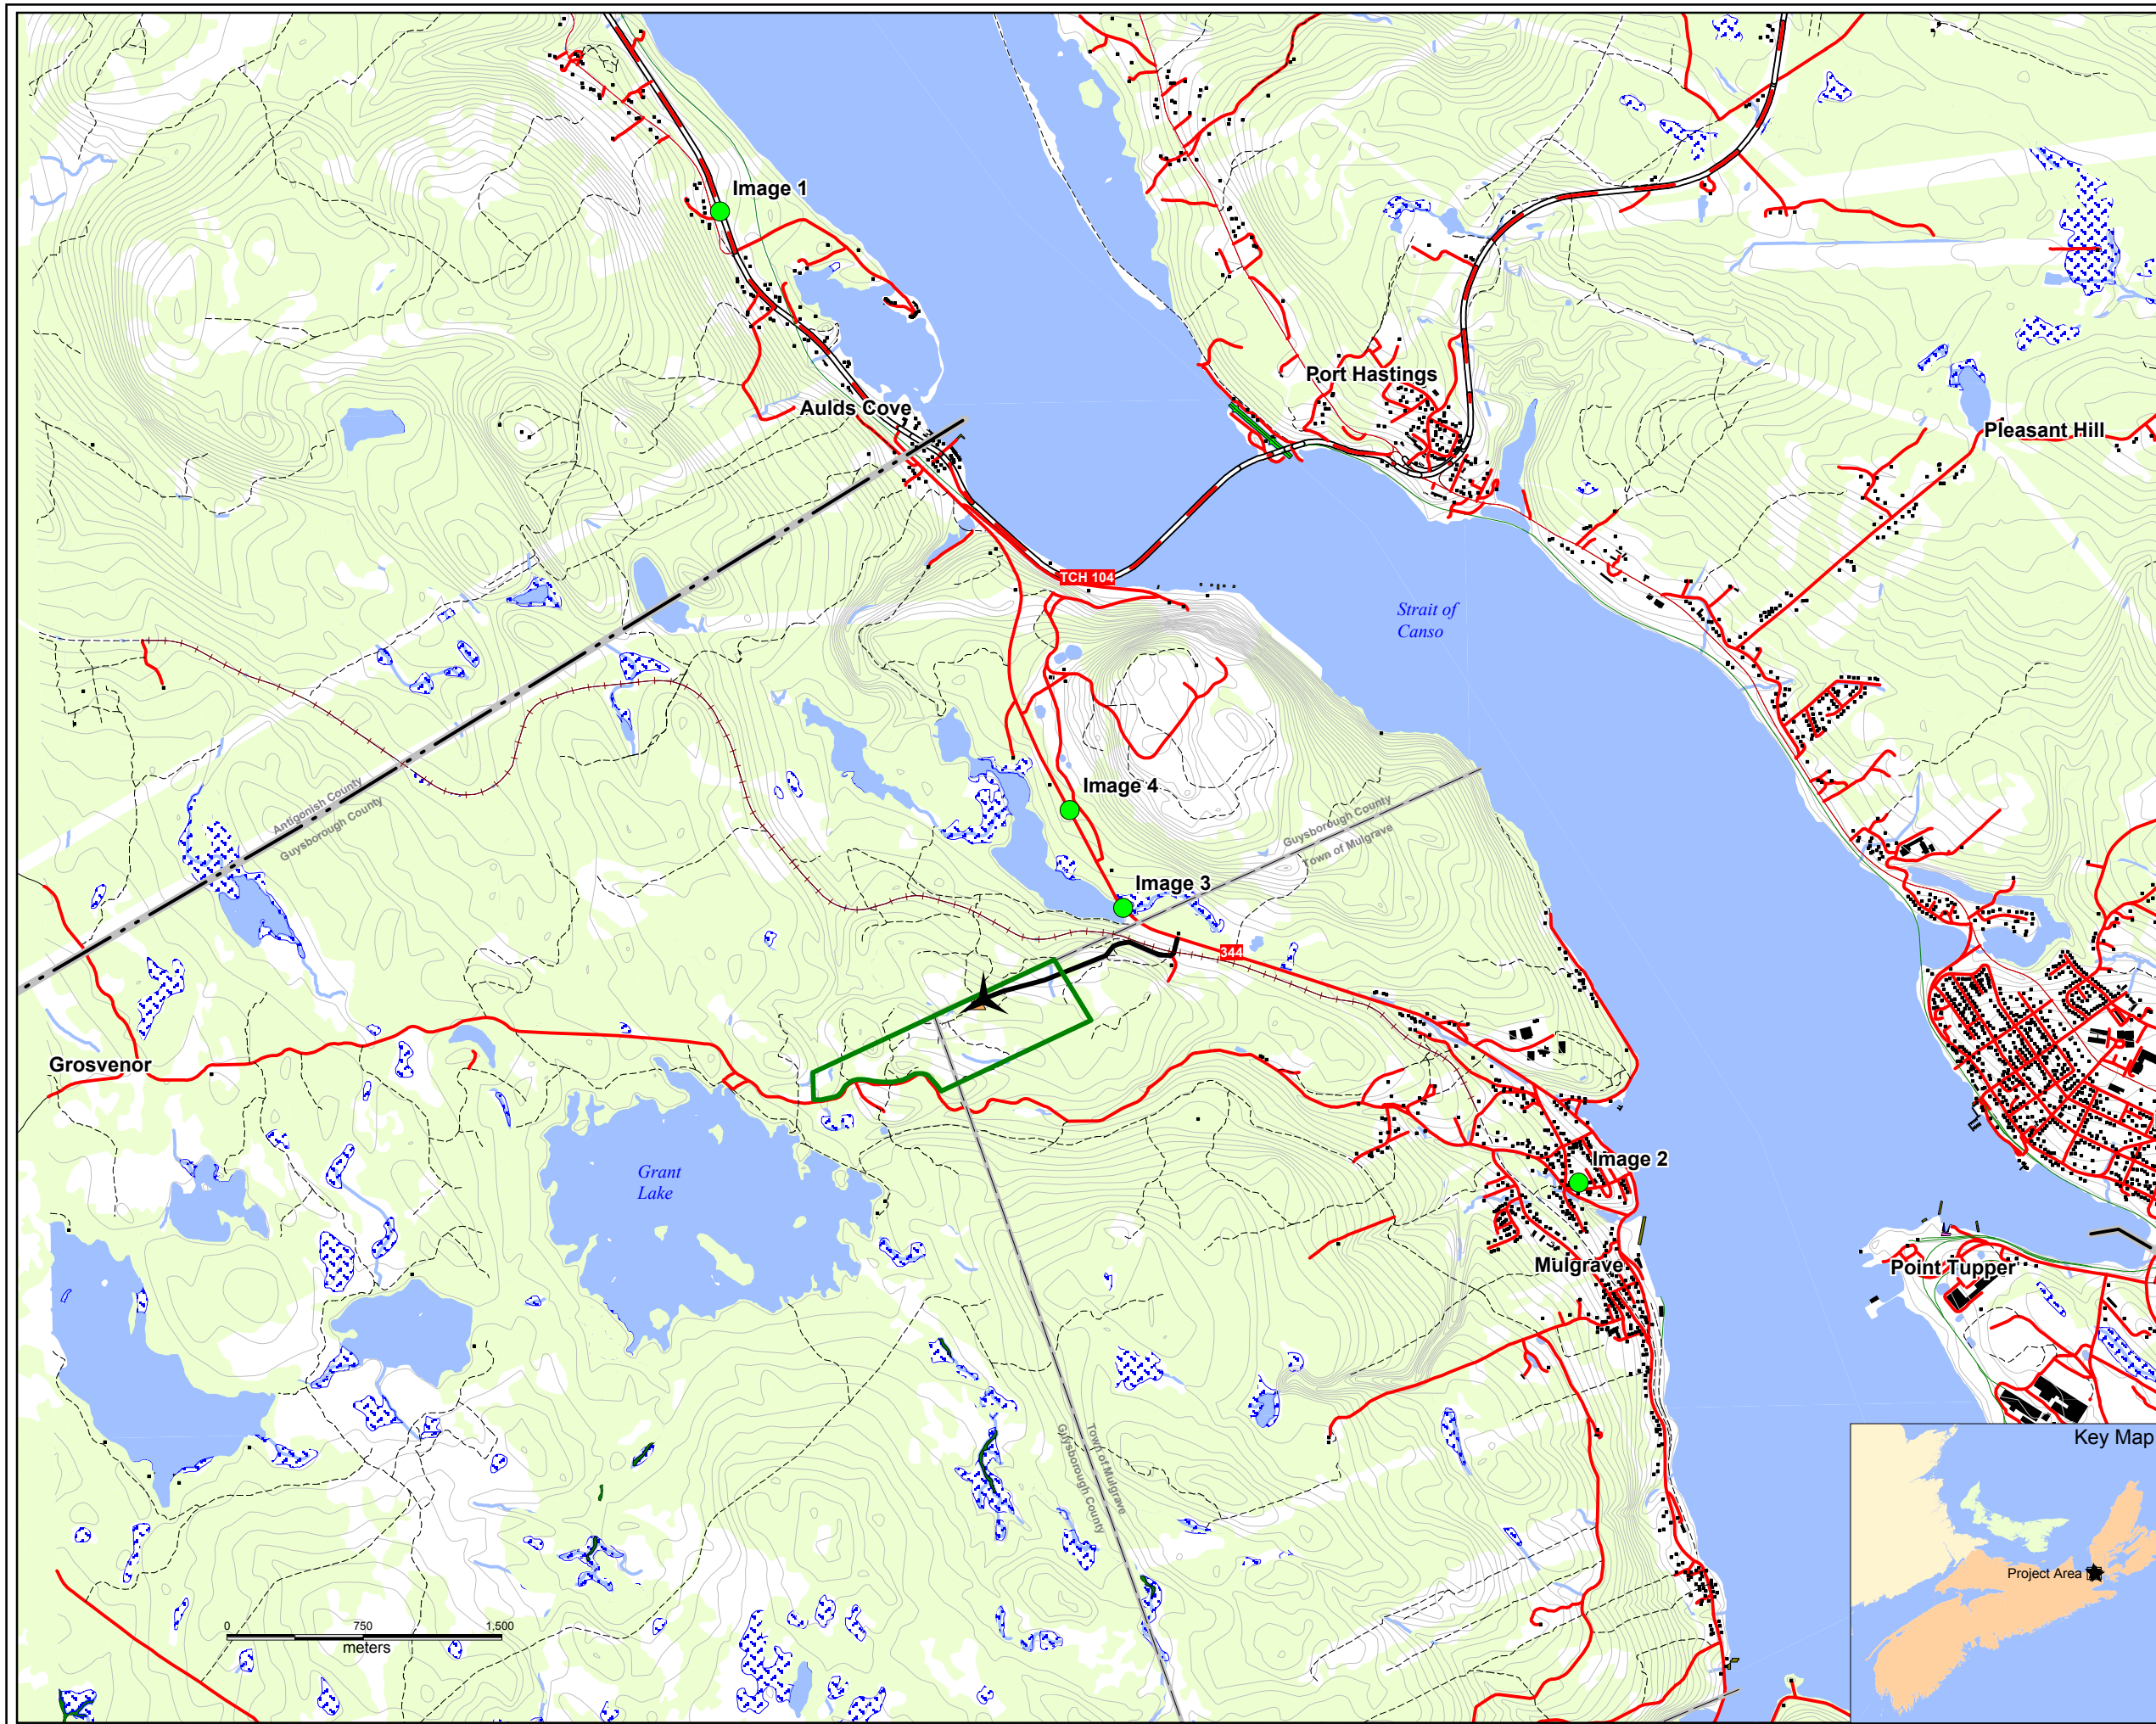 Image 1
Port Hastings
Aulds Cove
Pleasant Hill
TCH 104
Strait of
Canso
Image 4
Antigonish County
Guysborough County
Guysborough County
Town of Mulgrave
Image 3
344
Grosvenor
Image 2
Grant
Lake
Mulgrave
Point Tupper
Town of Mulgrave
Guysborough County
Key Map
Project Area
0 750 1,500
meters